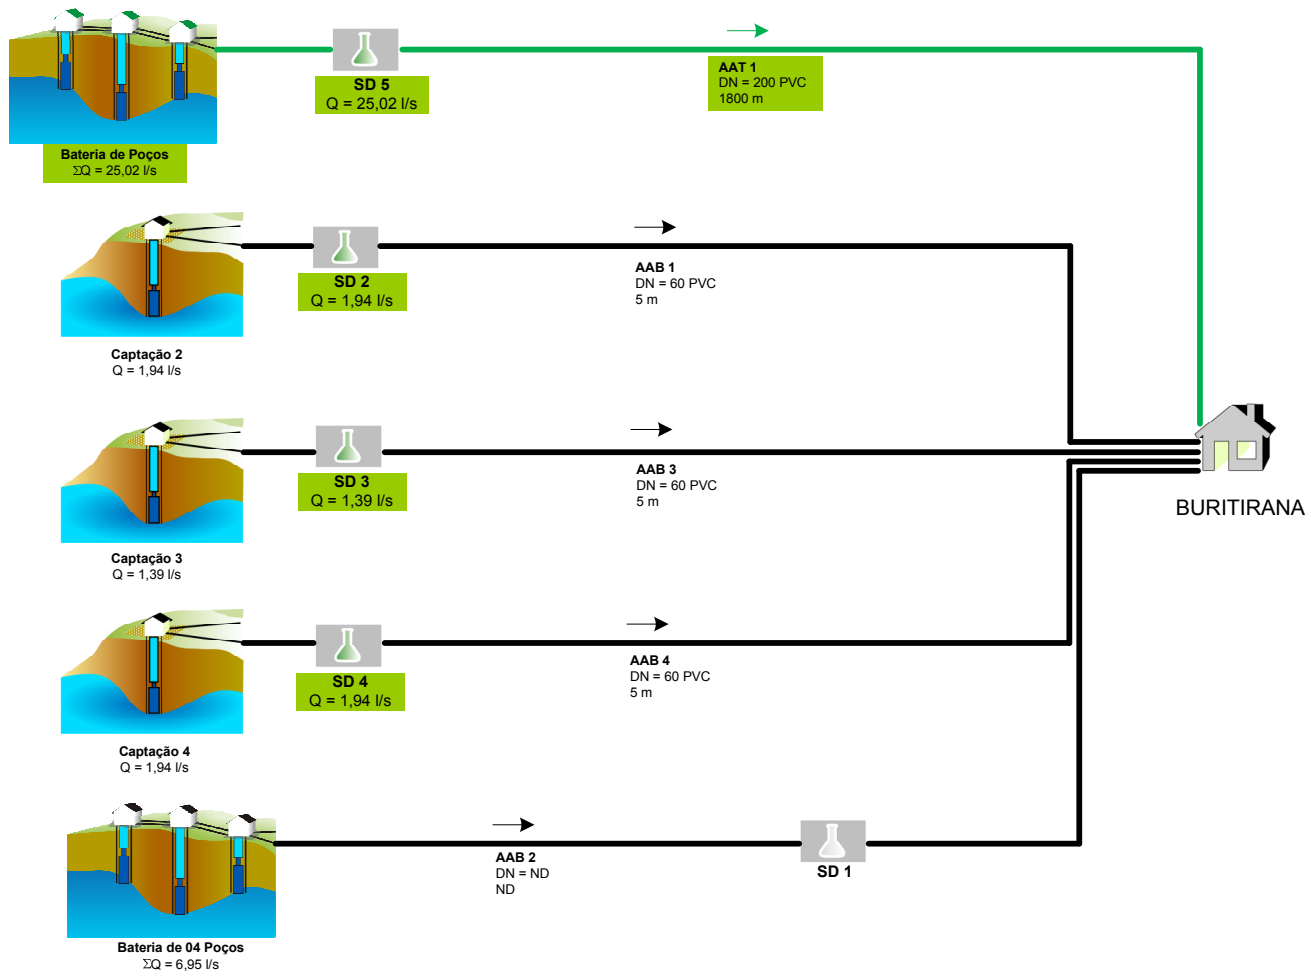 SD 5
Q = 25,02 l/s
AAT 1
DN = 200 PVC
1800 m
Bateria de Poços
ΣQ = 25,02 l/s
SD 2
Q = 1,94 l/s
AAB 1
DN = 60 PVC
5 m
Captação 2
Q = 1,94 l/s
SD 3
Q = 1,39 l/s
AAB 3
DN = 60 PVC
5 m
BURITIRANA
Captação 3
Q = 1,39 l/s
SD 4
Q = 1,94 l/s
AAB 4
DN = 60 PVC
5 m
Captação 4
Q = 1,94 l/s
AAB 2
DN = ND
ND
SD 1
Bateria de 04 Poços
ΣQ = 6,95 l/s